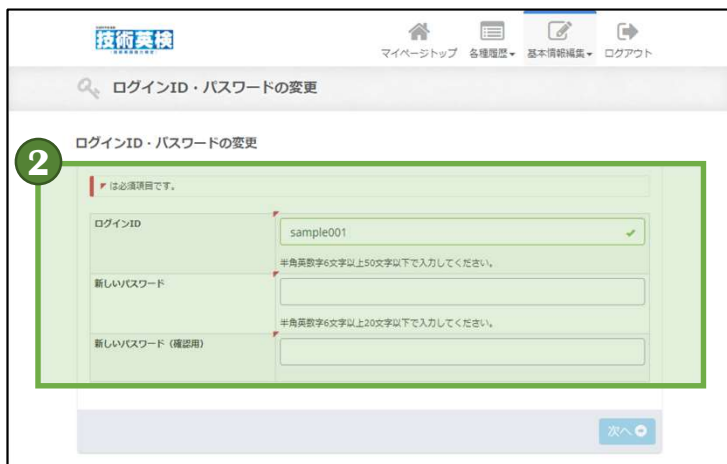 技術英検
マイページトップ 各種履歴 基本情報編集 ログアウト
ログインID・パスワードの変更
ログインID・パスワードの変更
2
は必須項目です。
ログインID
sample001
半角英数字6文字以上50文字以下で入力してください。
新しいパスワード
半角英数字6文字以上20文字以下で入力してください。
新しいパスワード（確認用）
次へ